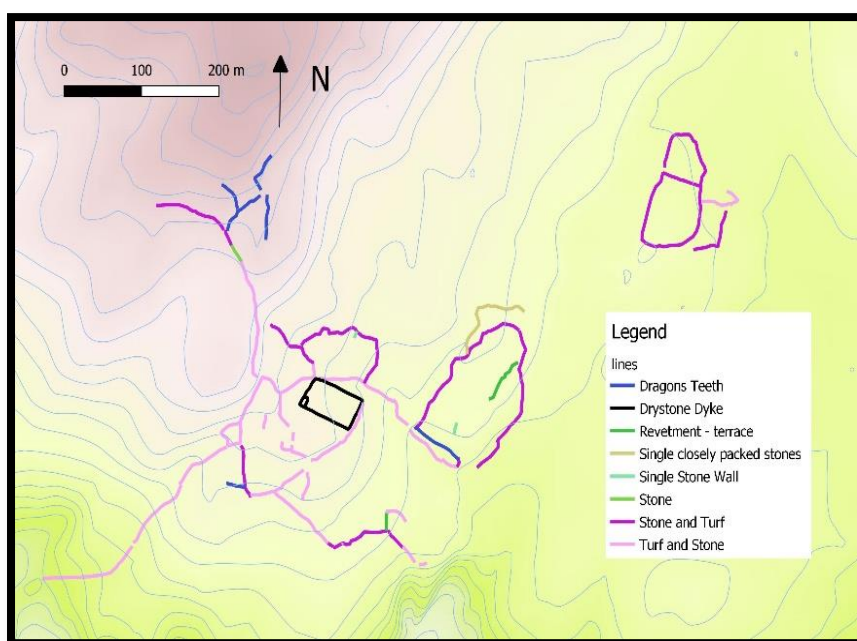 0 100 200 m
N
Legend
lines
Dragons Teeth
Drystone Dyke
Revetment - terrace
Single closely packed stones
Single Stone Wall
Stone
Stone and Turf
Turf and Stone